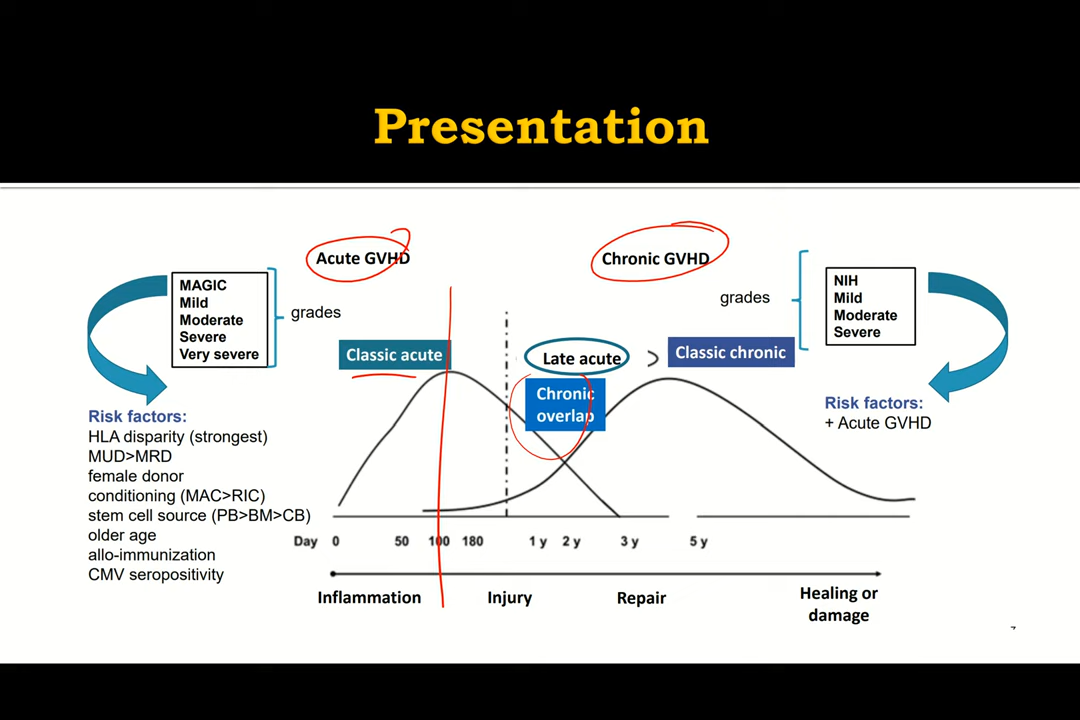 Presentation
Acute GVHD
Chronic GVHD
MAGIC
Mild
Moderate
Severe
Very severe
grades
grades
NIH
Mild
Moderate
Severe
Classic acute
Late acute
Classic chronic
Chronic
overlap
Risk factors:
HLA disparity (strongest)
MUD>MRD
female donor
conditioning (MAC>RIC)
stem cell source (PB>BM>CB)
older age
allo-immunization
CMV seropositivity
Risk factors:
+ Acute GVHD
Day 0 50 100 180 1 y 2 y 3 y 5 y
Inflammation Injury Repair Healing or
damage